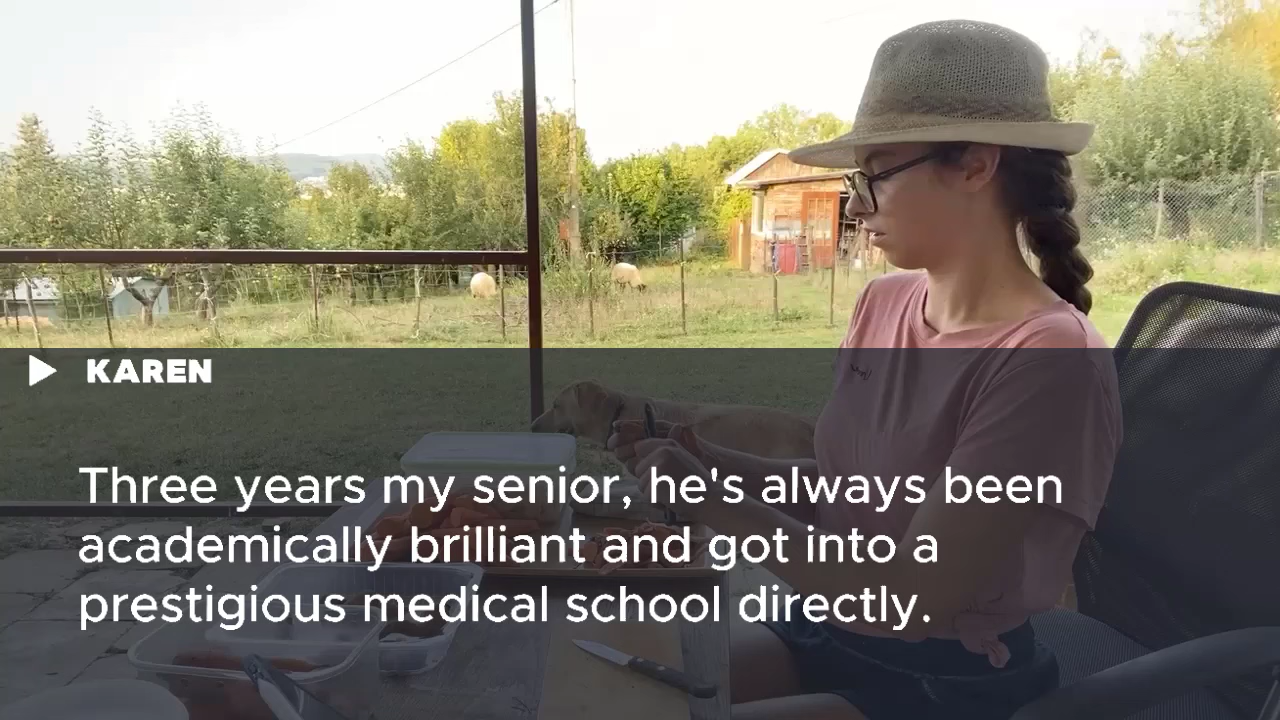 KAREN
Three years my senior, he's always been
academically brilliant and got into a
prestigious medical school directly.